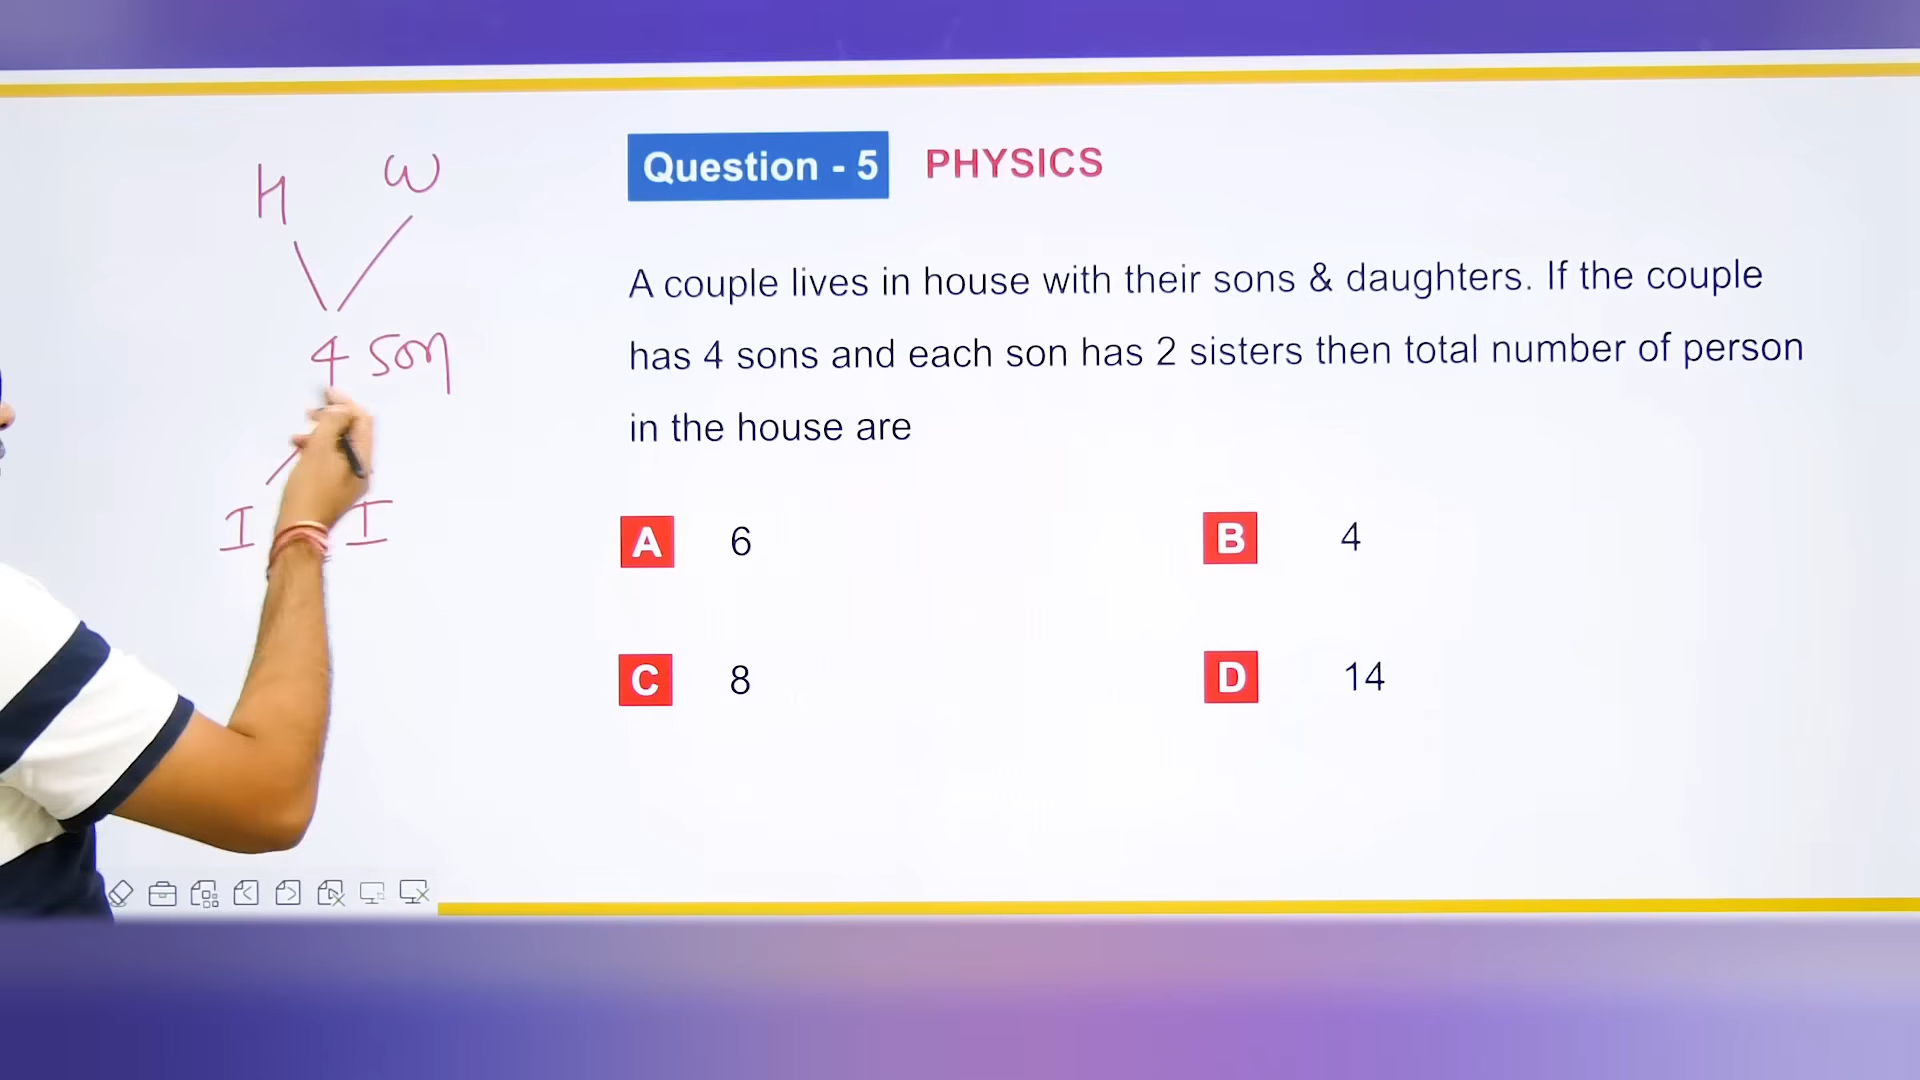 H W
4 son
I I
Question - 5 PHYSICS
A couple lives in house with their sons & daughters. If the couple
has 4 sons and each son has 2 sisters then total number of person
in the house are
A 6
B 4
C 8
D 14